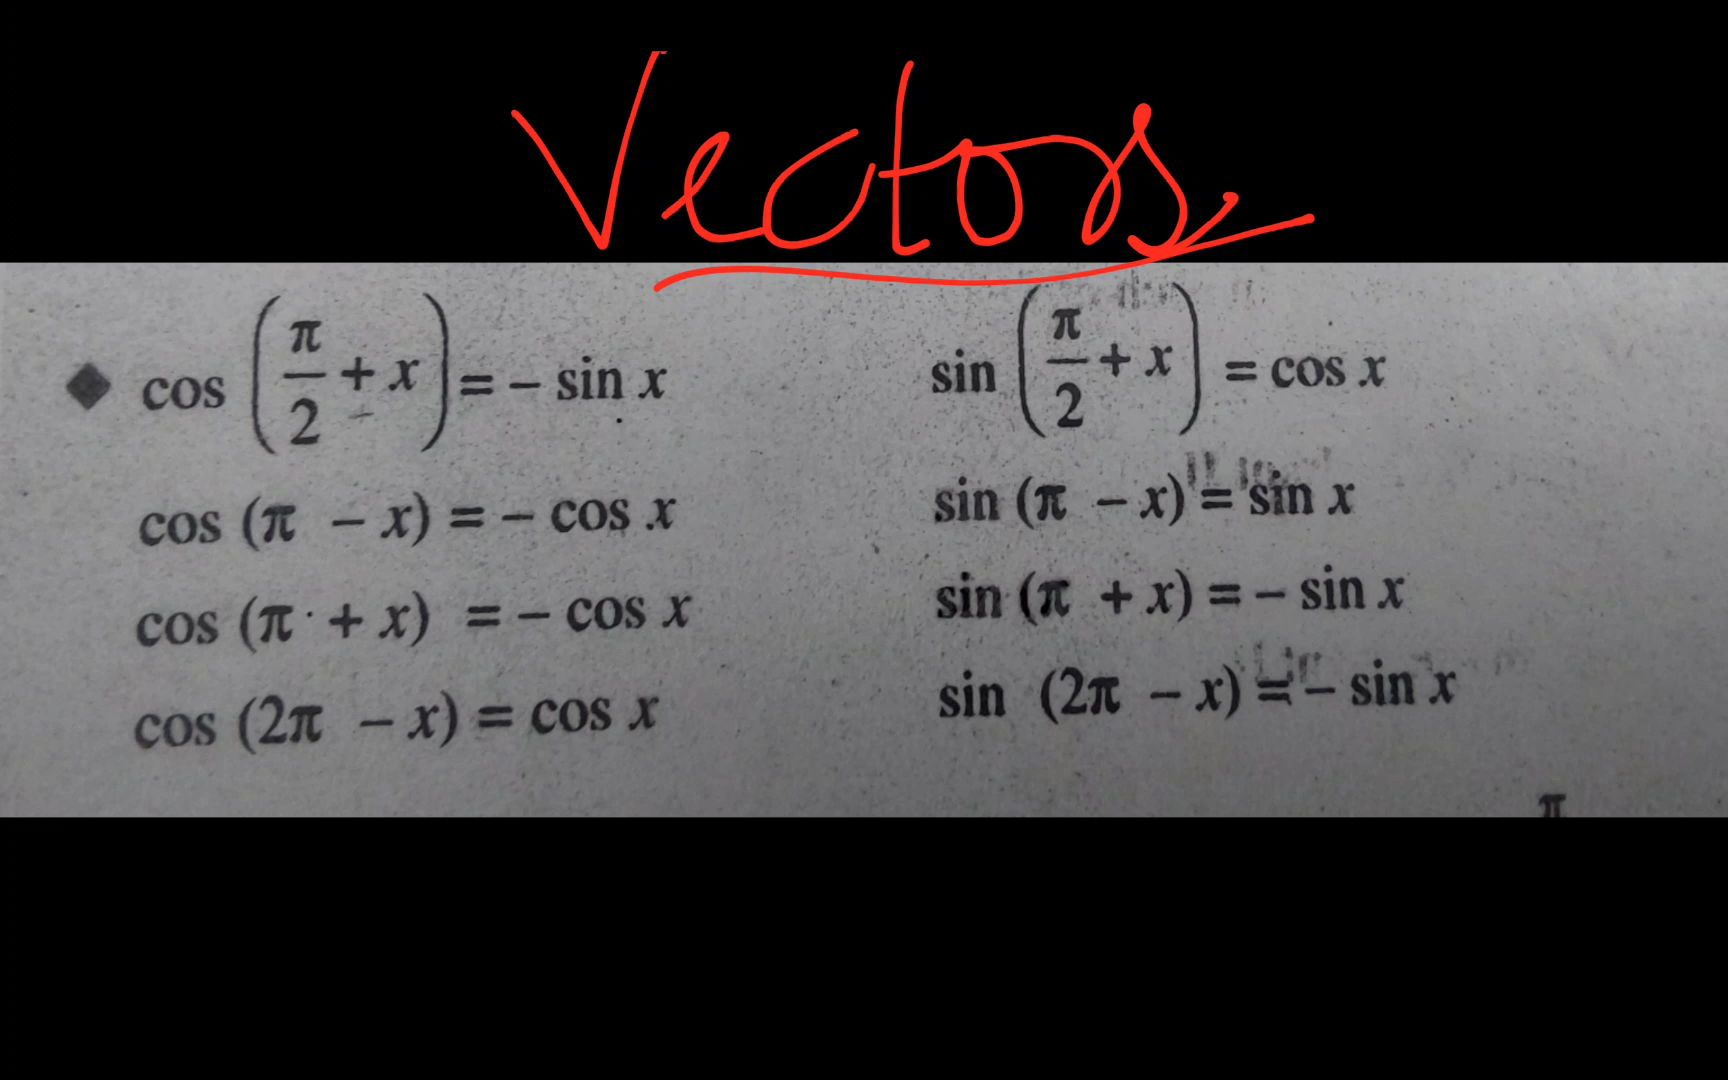 Vectors
◆ cos (π/2 + x) = – sin x sin (π/2 + x) = cos x
cos (π – x) = – cos x sin (π – x) = sin x
cos (π + x) = – cos x sin (π + x) = – sin x
cos (2π – x) = cos x sin (2π – x) = – sin x
π